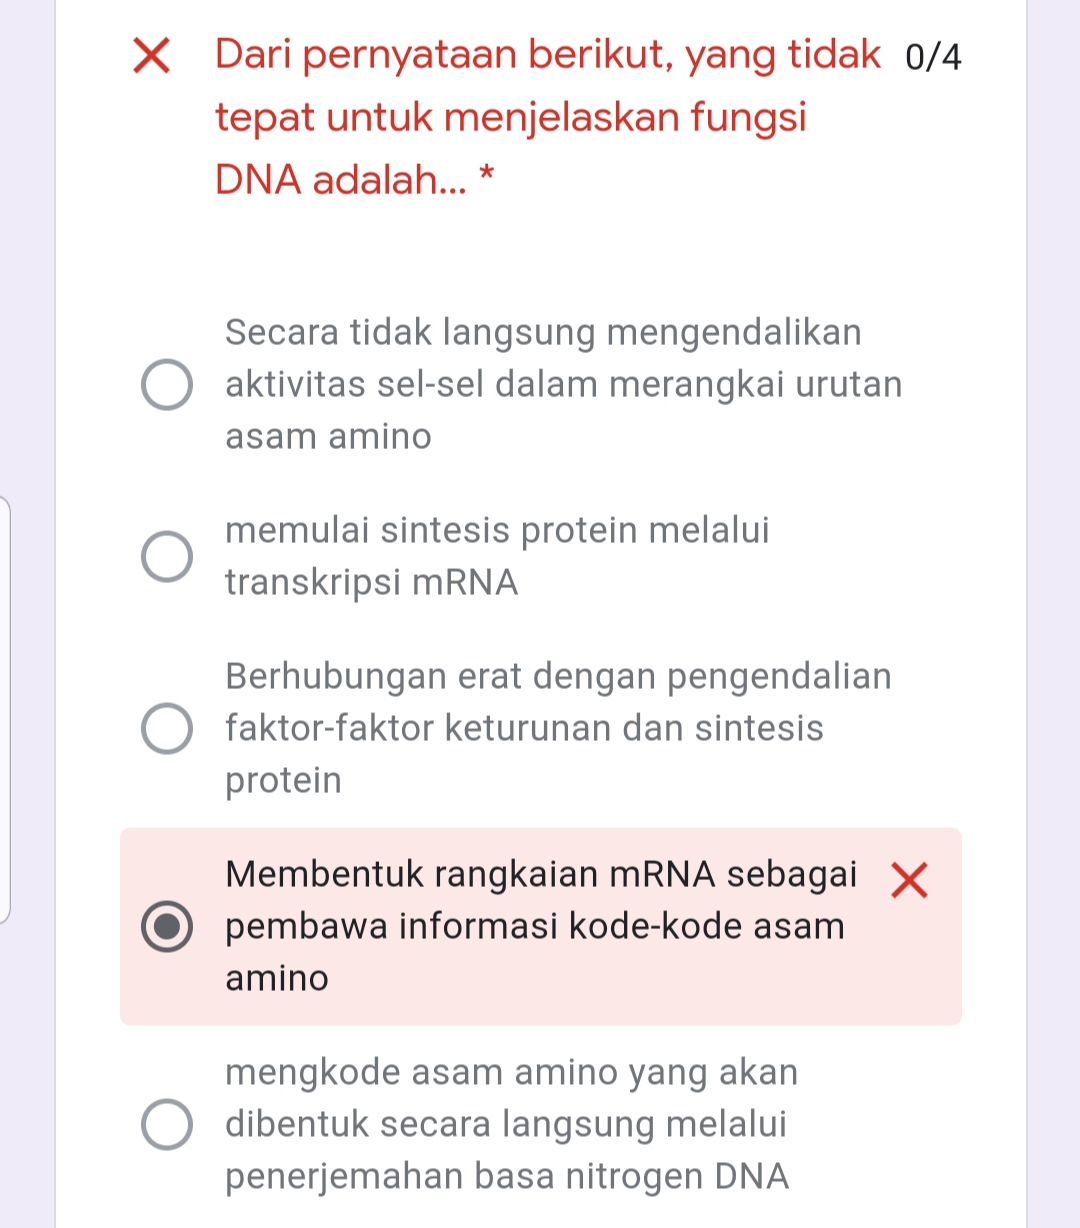 Dari pernyataan berikut, yang tidak 0/4
tepat untuk menjelaskan fungsi
DNA adalah... *
Secara tidak langsung mengendalikan
aktivitas sel-sel dalam merangkai urutan
asam amino
memulai sintesis protein melalui
transkripsi mRNA
Berhubungan erat dengan pengendalian
faktor-faktor keturunan dan sintesis
protein
Membentuk rangkaian mRNA sebagai
pembawa informasi kode-kode asam
amino
mengkode asam amino yang akan
dibentuk secara langsung melalui
penerjemahan basa nitrogen DNA